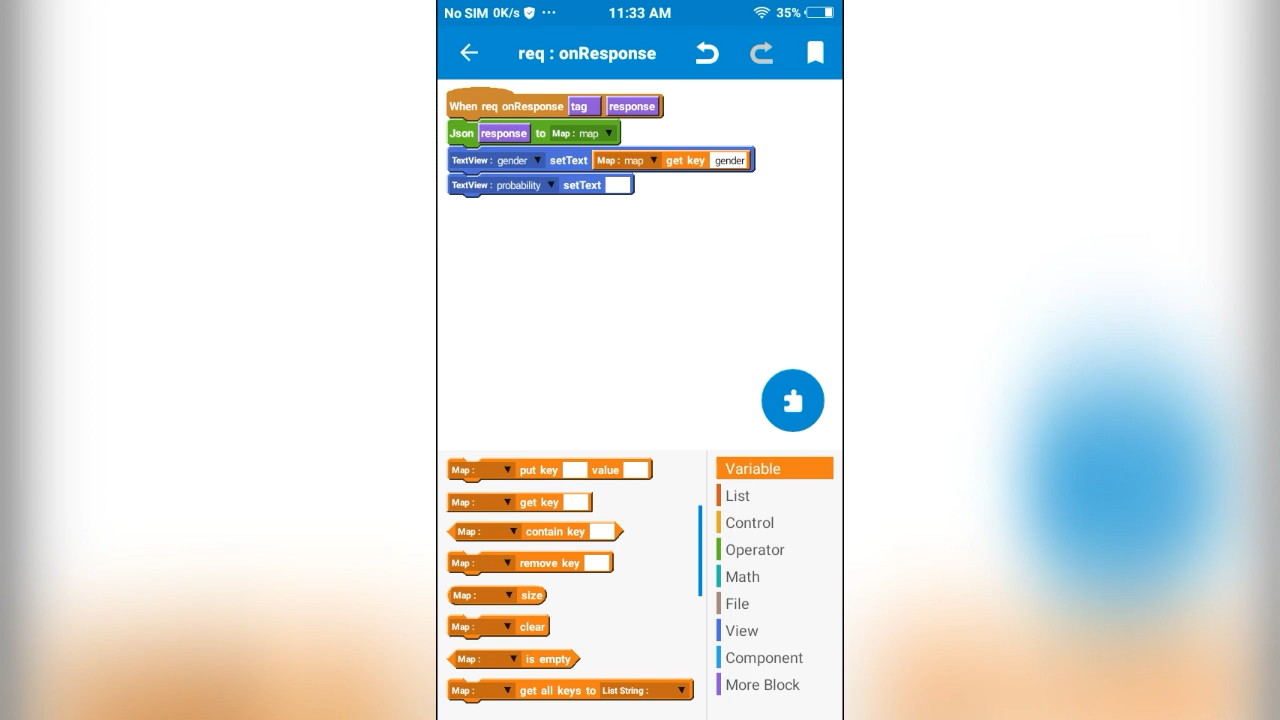 No SIM 0K/s ··· 11:33 AM 35%
req : onResponse
When req onResponse tag response
Json response to Map : map
TextView : gender setText Map : map get key gender
TextView : probability setText
Map : put key value
Map : get key
Map : contain key
Map : remove key
Map : size
Map : clear
Map : is empty
Map : get all keys to List String :
Variable
List
Control
Operator
Math
File
View
Component
More Block